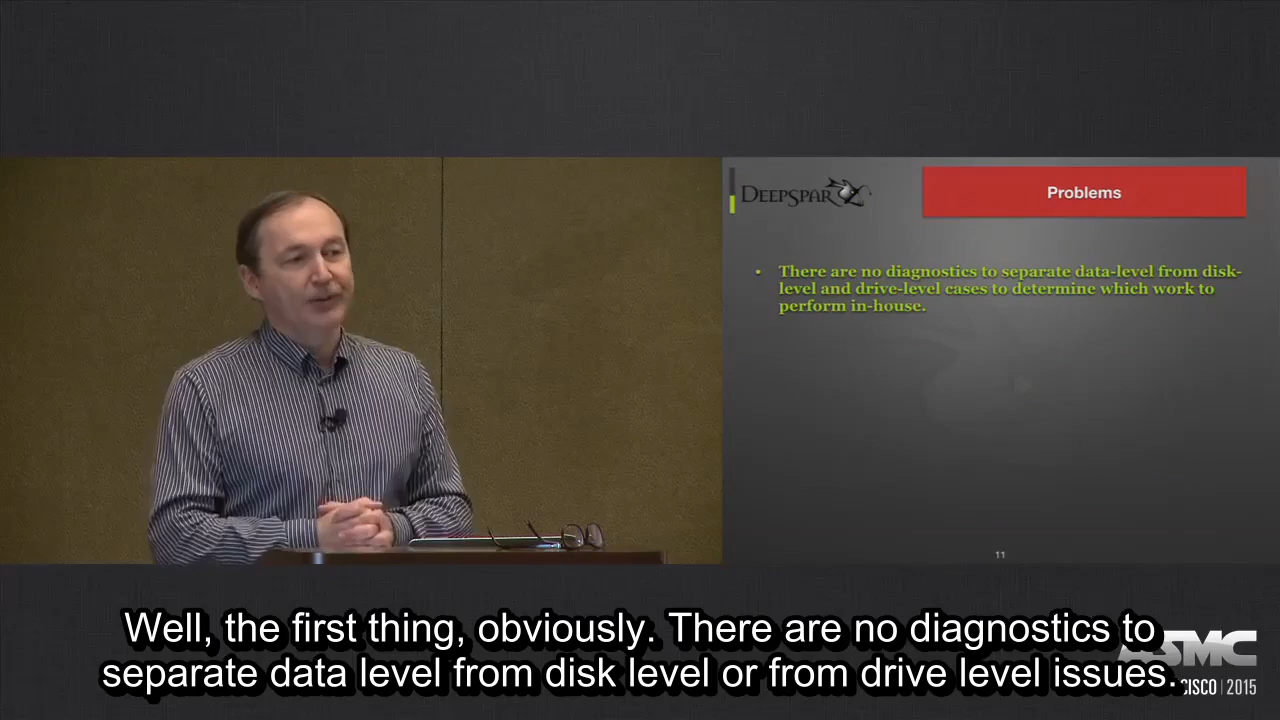 DEEPSPAR
Problems
• There are no diagnostics to separate data-level from disk-
level and drive-level cases to determine which work to
perform in-house.
11
Well, the first thing, obviously. There are no diagnostics to
separate data level from disk level or from drive level issues.
SMC
CISCO | 2015